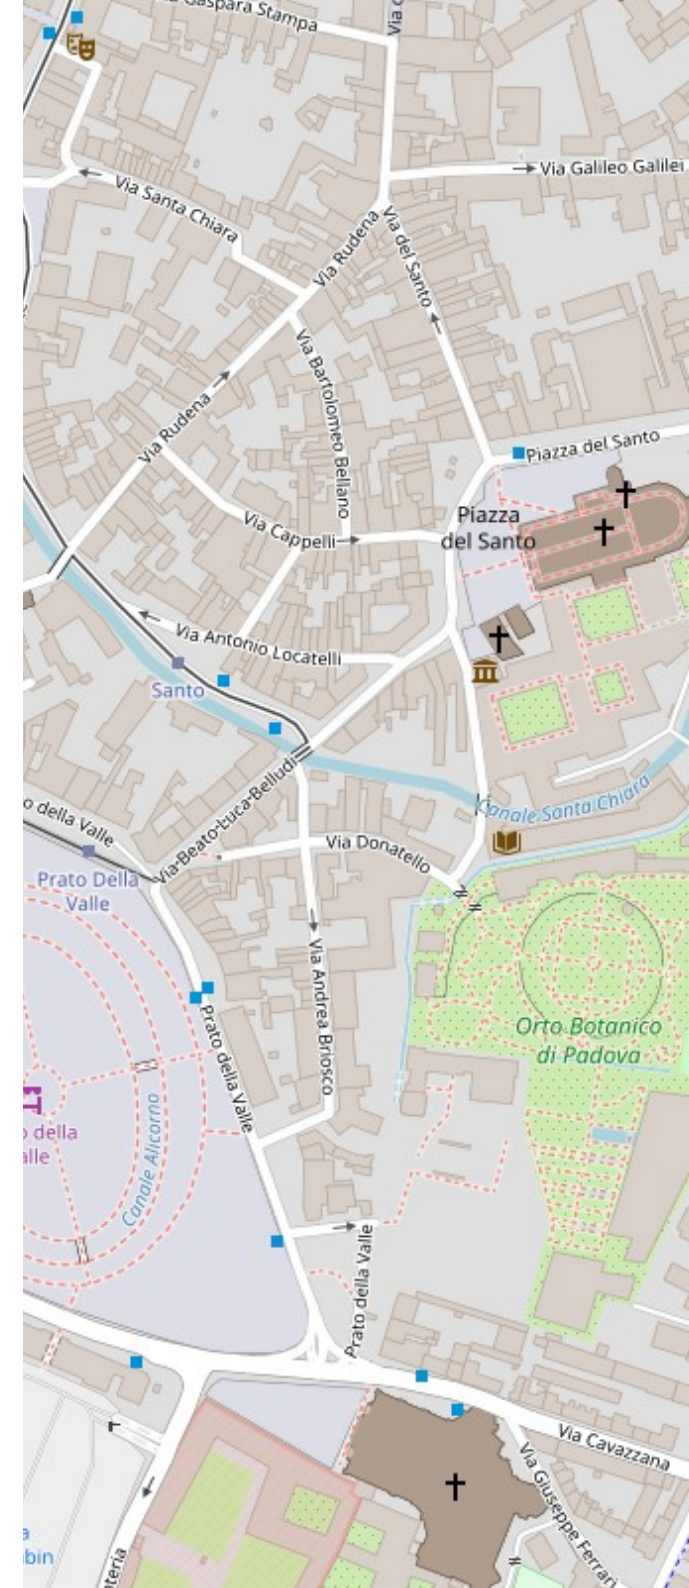 Gaspara Stampa
Via
Via Galileo Galilei
Via Santa Chiara
Via Rudena
Via del Santo
Via Bartolomeo Bellano
Via Rudena
Piazza del Santo
Piazza
del Santo
Via Cappelli
Via Antonio Locatelli
Santo
Via Beato Luca Belludi
Canale Santa Chiara
o della Valle
Via Donatello
Prato Della
Valle
Via Andrea Briosco
Orto Botanico
di Padova
Prato della Valle
Canale Alicorno
o della
alle
Prato della Valle
Via Cavazzana
Via Giuseppe Ferrari
a
bin
nteria